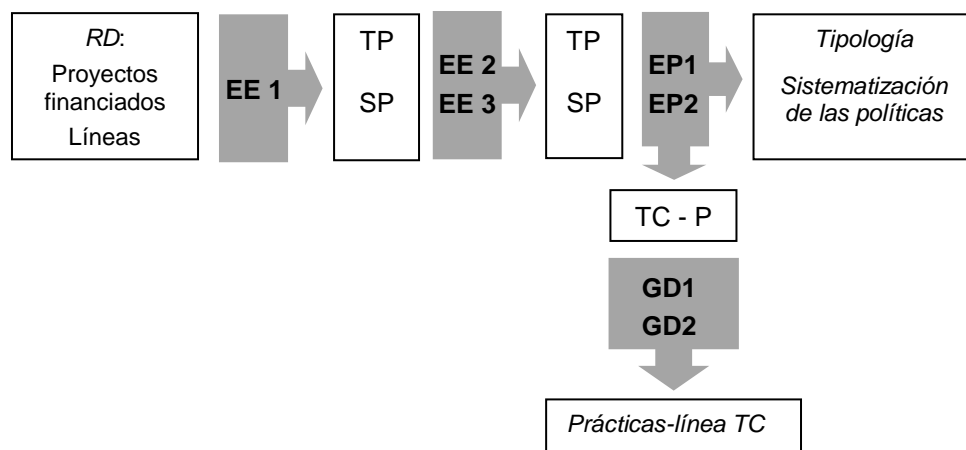 RD:
Proyectos
financiados
Líneas
EE 1
TP
SP
EE 2
EE 3
TP
SP
EP1
EP2
Tipología
Sistematización
de las políticas
TC - P
GD1
GD2
Prácticas-línea TC